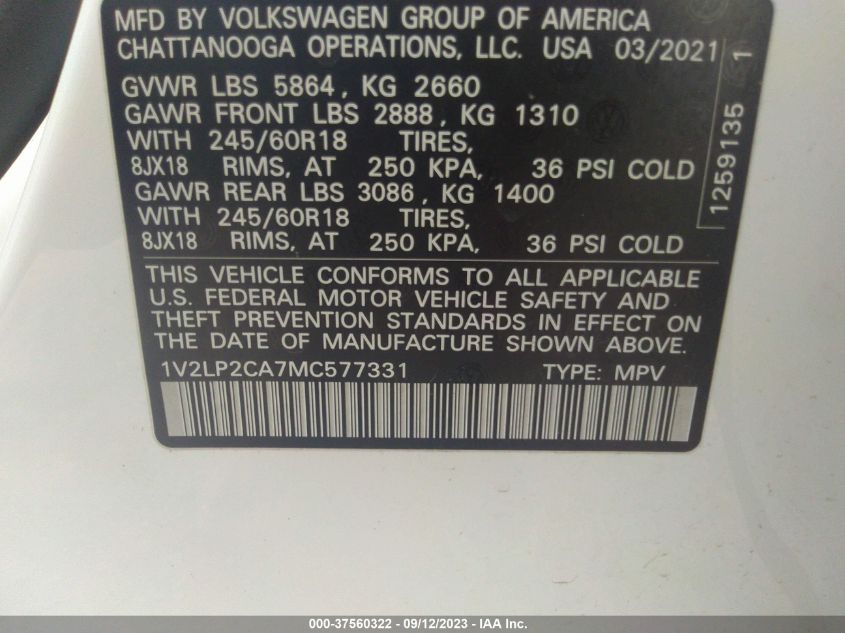 MFD BY VOLKSWAGEN GROUP OF AMERICA
CHATTANOOGA OPERATIONS, LLC. USA 03/2021
GVWR LBS 5864, KG 2660
GAWR FRONT LBS 2888, KG 1310
WITH 245/60R18 TIRES,
8JX18 RIMS, AT 250 KPA, 36 PSI COLD
GAWR REAR LBS 3086, KG 1400
WITH 245/60R18 TIRES,
8JX18 RIMS, AT 250 KPA, 36 PSI COLD
1259135 1
THIS VEHICLE CONFORMS TO ALL APPLICABLE
U.S. FEDERAL MOTOR VEHICLE SAFETY AND
THEFT PREVENTION STANDARDS IN EFFECT ON
THE DATE OF MANUFACTURE SHOWN ABOVE.
1V2LP2CA7MC577331 TYPE: MPV
000-37560322 - 09/12/2023 - IAA Inc.